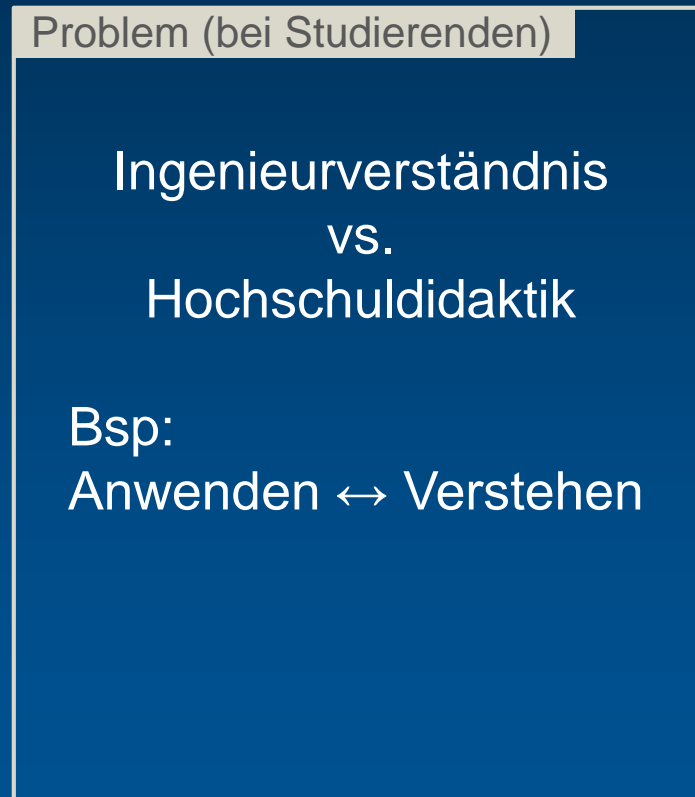 Problem (bei Studierenden)
Ingenieurverständnis
vs.
Hochschuldidaktik
Bsp:
Anwenden ↔ Verstehen